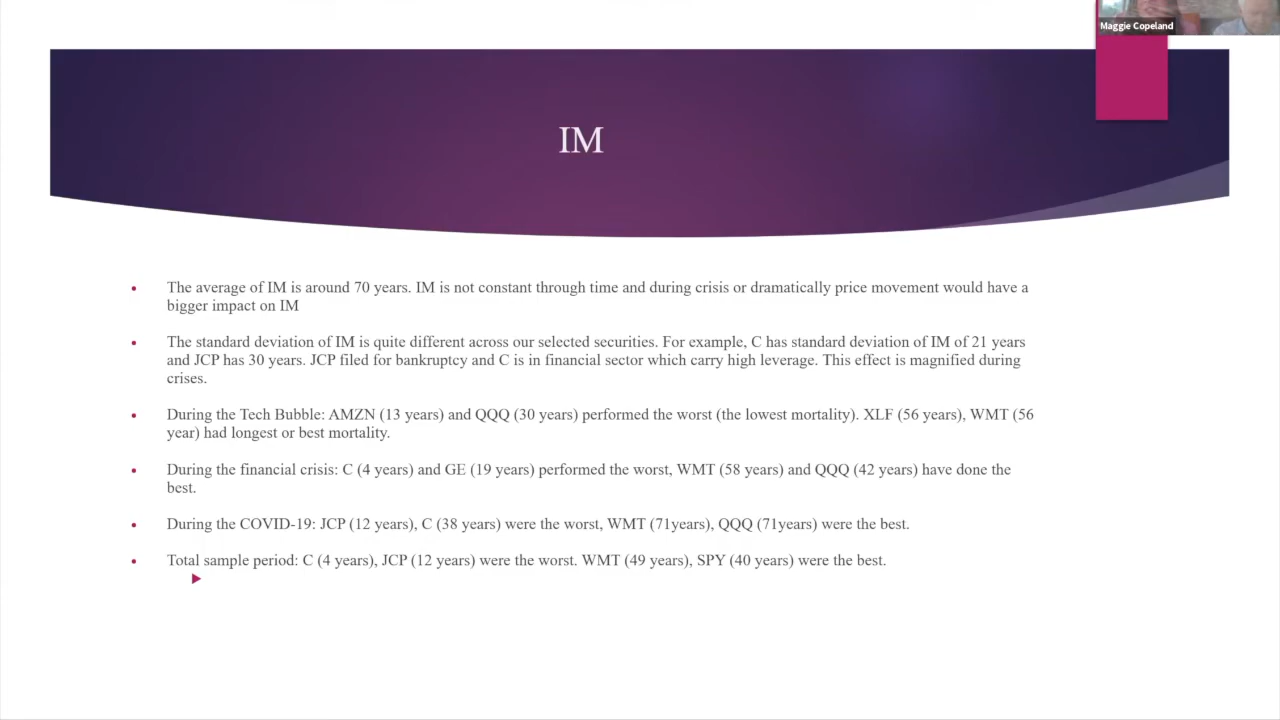 Maggie Copeland
IM
The average of IM is around 70 years. IM is not constant through time and during crisis or dramatically price movement would have a
bigger impact on IM
The standard deviation of IM is quite different across our selected securities. For example, C has standard deviation of IM of 21 years
and JCP has 30 years. JCP filed for bankruptcy and C is in financial sector which carry high leverage. This effect is magnified during
crises.
During the Tech Bubble: AMZN (13 years) and QQQ (30 years) performed the worst (the lowest mortality). XLF (56 years), WMT (56
year) had longest or best mortality.
During the financial crisis: C (4 years) and GE (19 years) performed the worst, WMT (58 years) and QQQ (42 years) have done the
best.
During the COVID-19: JCP (12 years), C (38 years) were the worst, WMT (71years), QQQ (71years) were the best.
Total sample period: C (4 years), JCP (12 years) were the worst. WMT (49 years), SPY (40 years) were the best.